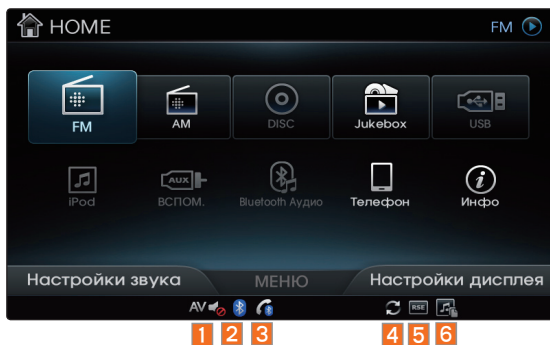 HOME
FM
FM
AM
DISC
Jukebox
USB
iPod
AUX
ВСПОМ.
Bluetooth Аудио
Телефон
Инфо
Настройки звука
МЕНЮ
Настройки дисплея
AV
RSE
1 2 3 4 5 6